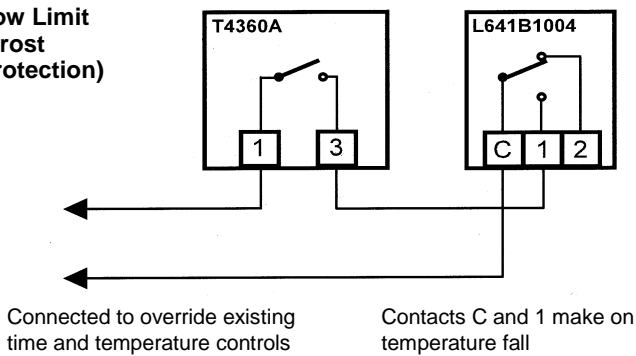 ow Limit
rost
rotection)
T4360A
L641B1004
1
3
C 1 2
Connected to override existing
time and temperature controls
Contacts C and 1 make on
temperature fall